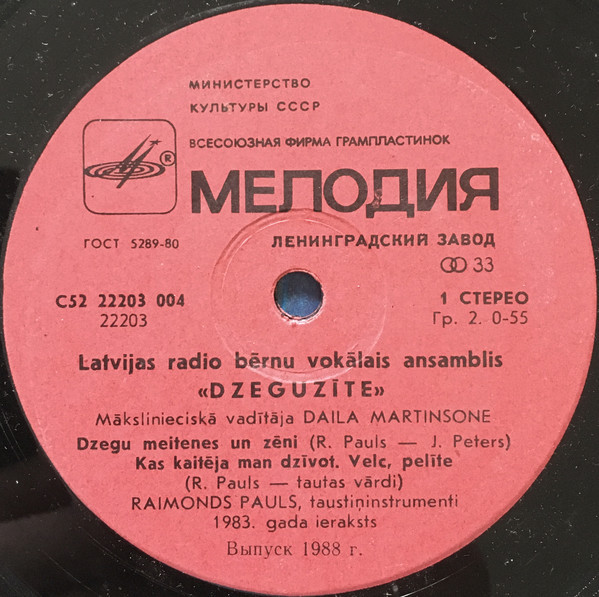 МИНИСТЕРСТВО
КУЛЬТУРЫ СССР
ВСЕСОЮЗНАЯ ФИРМА ГРАМПЛАСТИНОК
®
МЕЛОДИЯ
ГОСТ 5289-80
ЛЕНИНГРАДСКИЙ ЗАВОД
33
С52 22203 004
1 СТЕРЕО
22203
Гр. 2. 0-55
Latvijas radio bērnu vokālais ansamblis
«DZEGUZĪTE»
Mākslinieciskā vadītāja DAILA MARTINSONE
Dzegu meitenes un zēni (R. Pauls — J. Peters)
Kas kaitēja man dzīvot. Velc, pelīte
(R. Pauls — tautas vārdi)
RAIMONDS PAULS, taustiņinstrumenti
1983. gada ieraksts
Выпуск 1988 г.